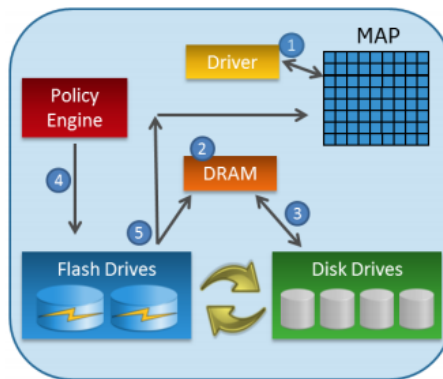 MAP
1
Driver
Policy
Engine
2
DRAM
4
3
5
Flash Drives
Disk Drives